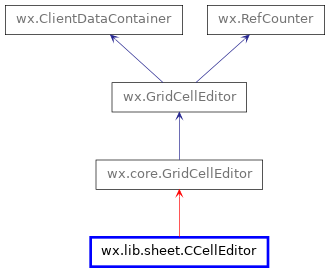 wx.ClientDataContainer
wx.RefCounter
wx.GridCellEditor
wx.core.GridCellEditor
wx.lib.sheet.CCellEditor